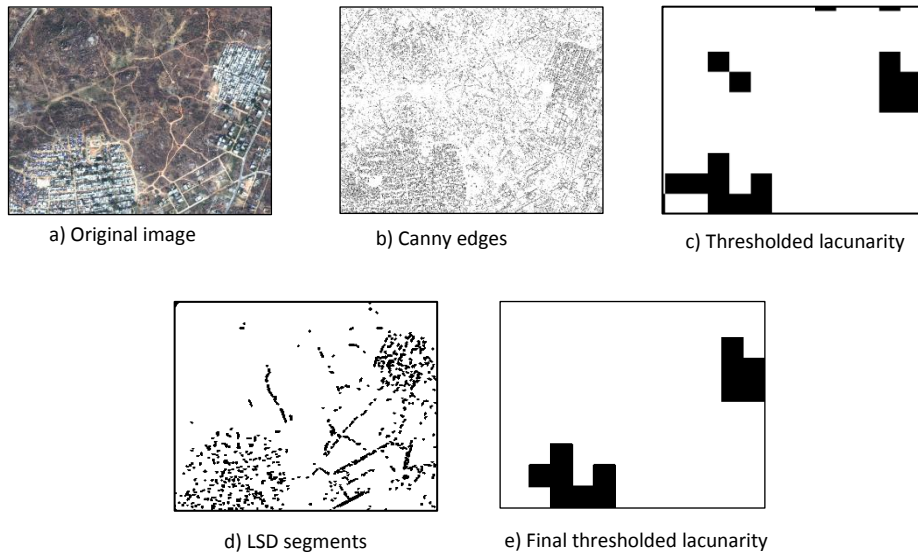 a) Original image
b) Canny edges
c) Thresholded lacunarity
d) LSD segments
e) Final thresholded lacunarity